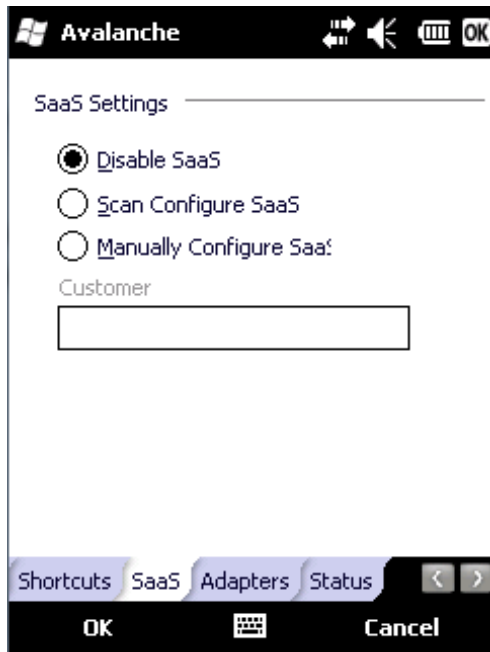 Avalanche
OK
SaaS Settings
Disable SaaS
Scan Configure SaaS
Manually Configure SaaS
Customer
Shortcuts SaaS Adapters Status
OK Cancel